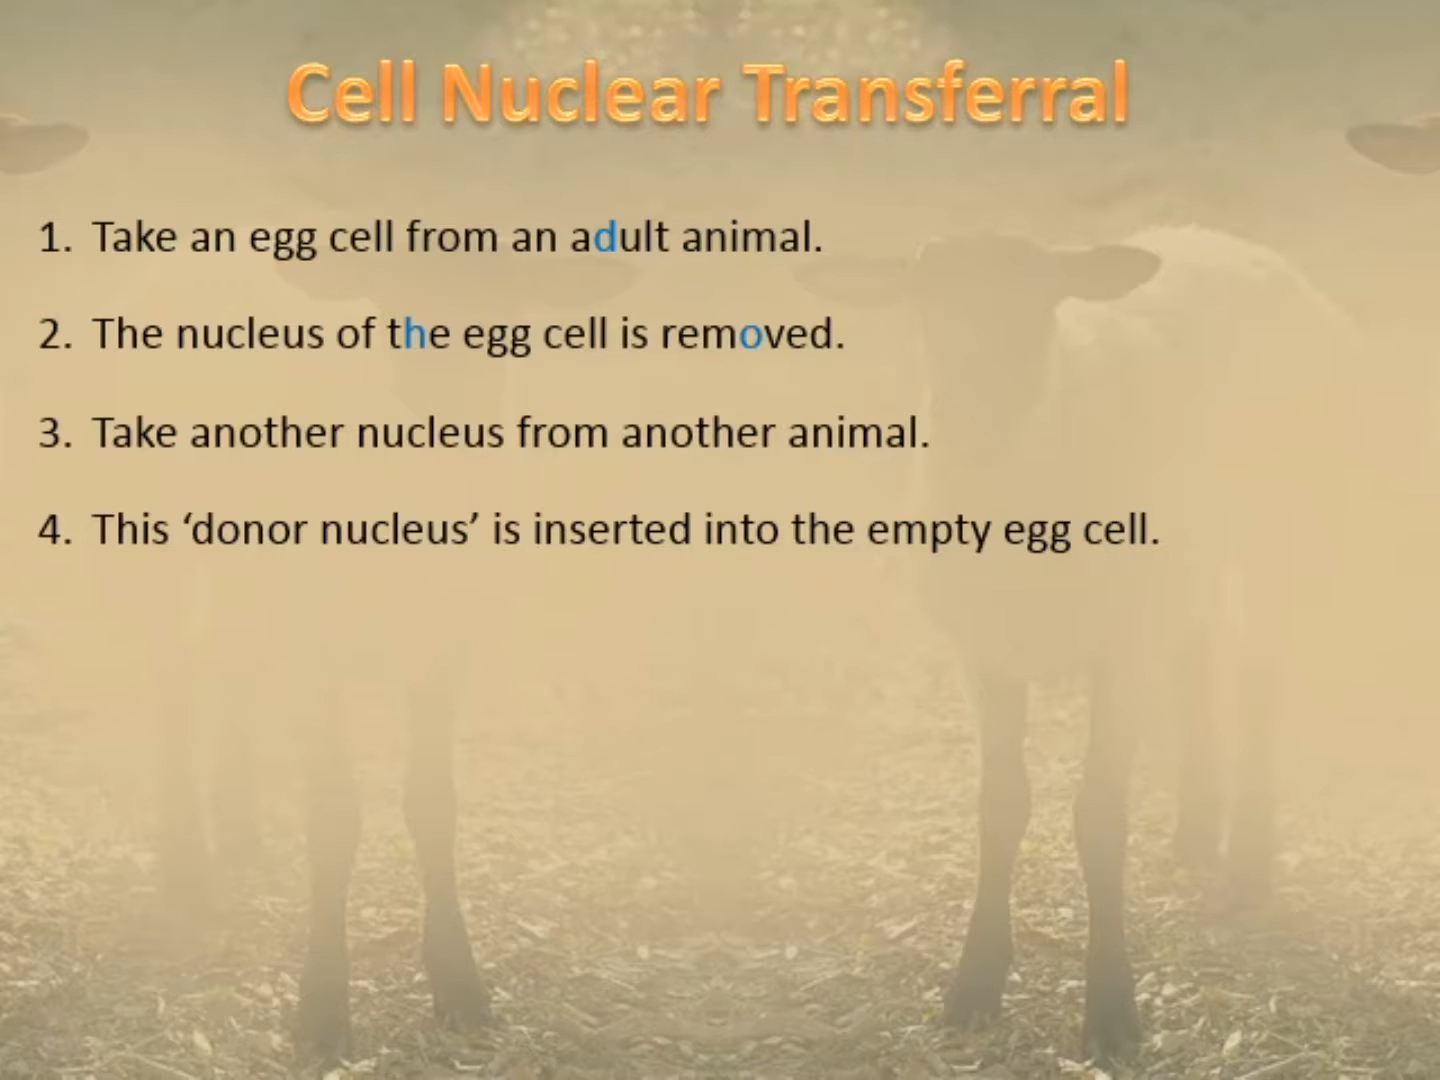 Cell Nuclear Transferral
1. Take an egg cell from an adult animal.
2. The nucleus of the egg cell is removed.
3. Take another nucleus from another animal.
4. This ‘donor nucleus’ is inserted into the empty egg cell.